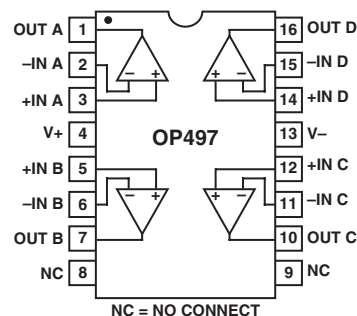 OUT A 1 16 OUT D
–IN A 2 – + + – 15 –IN D
+IN A 3 14 +IN D
V+ 4 OP497 13 V–
+IN B 5 12 +IN C
–IN B 6 – + + – 11 –IN C
OUT B 7 10 OUT C
NC 8 9 NC
NC = NO CONNECT